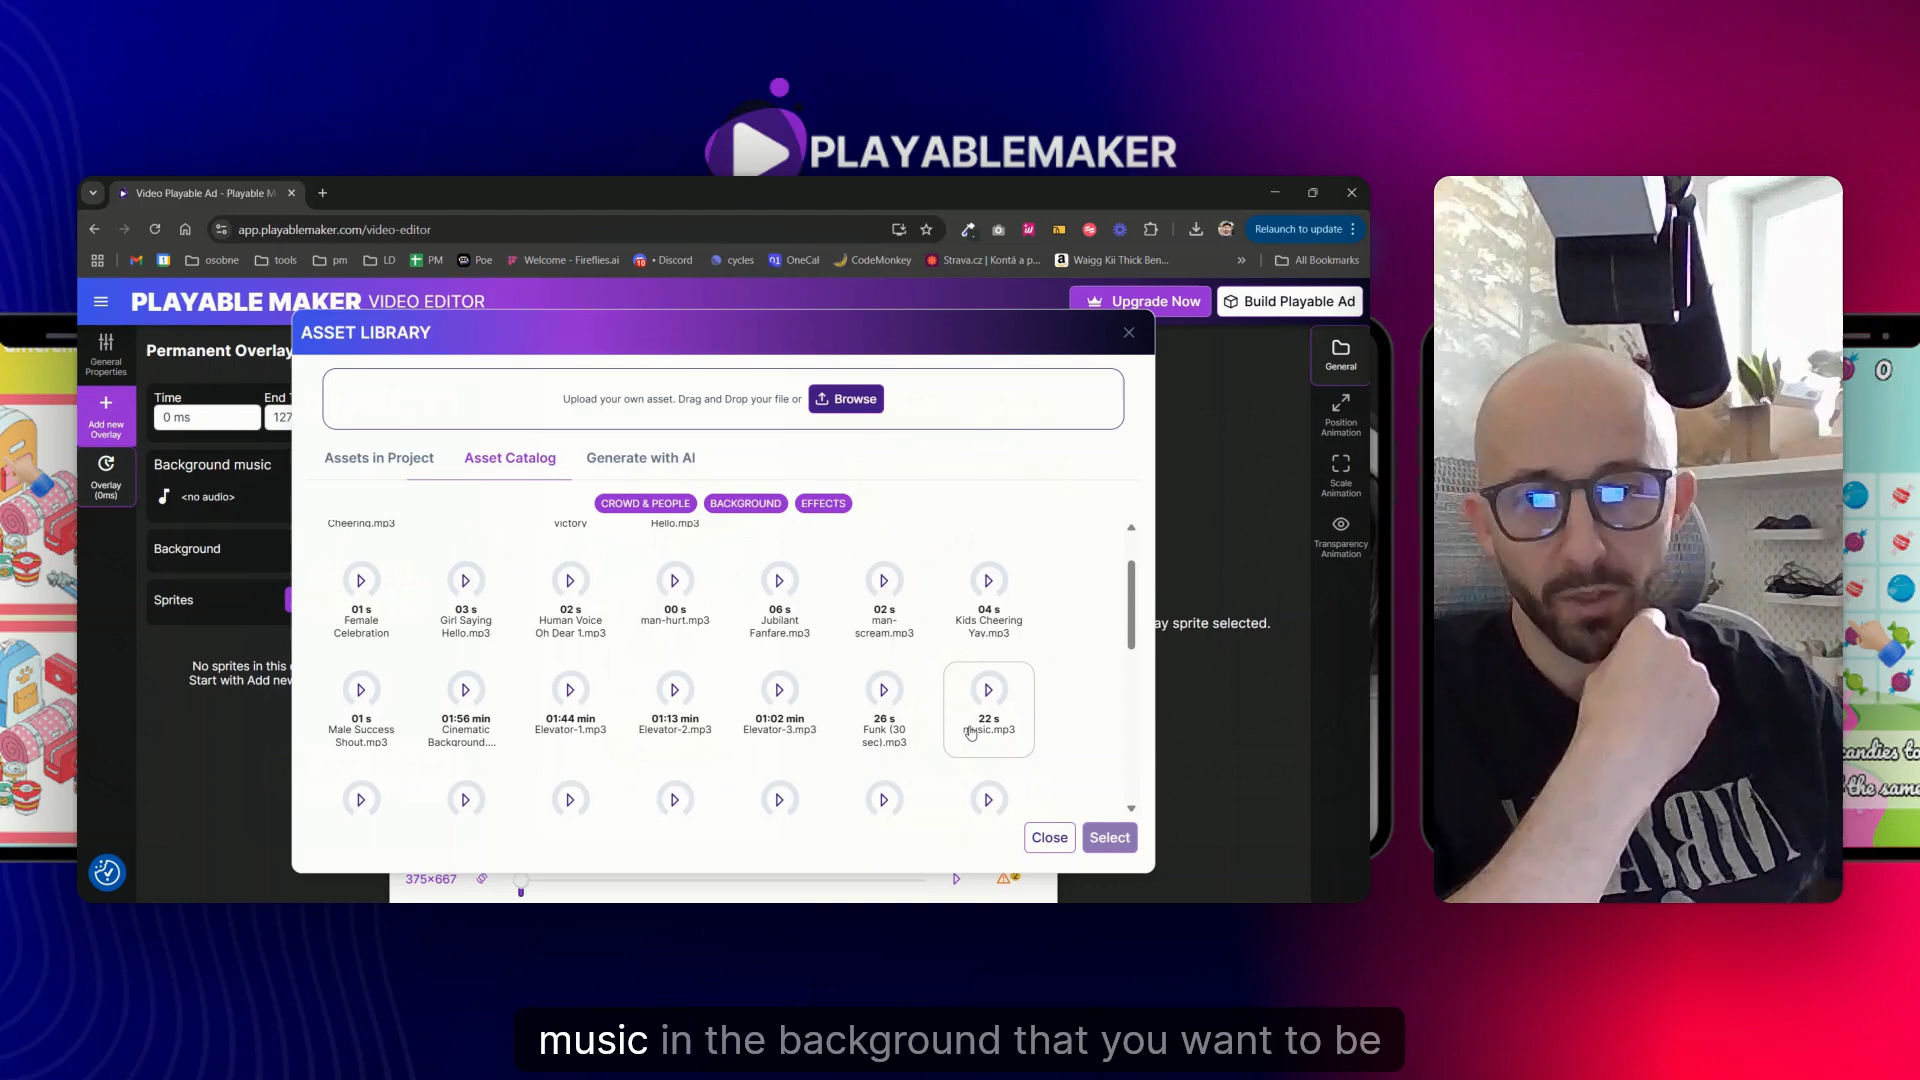 PLAYABLEMAKER
Video Playable Ad - Playable M
app.playablemaker.com/video-editor
Relaunch to update
osobne
tools
pm
LD
PM
Poe
Welcome - Fireflies.ai
• Discord
cycles
OneCal
CodeMonkey
Strava.cz | Kontá a p...
Waigg Kii Thick Ben...
»
All Bookmarks
PLAYABLE MAKER VIDEO EDITOR
Upgrade Now
Build Playable Ad
General Properties
Add new Overlay
Overlay (0ms)
Permanent Overlay
Time
End
0 ms
127
Background music
<no audio>
Background
Sprites
No sprites in this
Start with Add new
ASSET LIBRARY
Upload your own asset. Drag and Drop your file or
Browse
Assets in Project
Asset Catalog
Generate with AI
CROWD & PEOPLE
BACKGROUND
EFFECTS
Cheering.mp3
victory
Hello.mp3
01 s
Female Celebration
03 s
Girl Saying Hello.mp3
02 s
Human Voice Oh Dear 1.mp3
00 s
man-hurt.mp3
06 s
Jubilant Fanfare.mp3
02 s
man-scream.mp3
04 s
Kids Cheering Yay.mp3
01 s
Male Success Shout.mp3
01:56 min
Cinematic Background....
01:44 min
Elevator-1.mp3
01:13 min
Elevator-2.mp3
01:02 min
Elevator-3.mp3
26 s
Funk (30 sec).mp3
22 s
music.mp3
Close
Select
ay sprite selected.
General
Position Animation
Scale Animation
Transparency Animation
375×667
0
candies to
the same
music in the background that you want to be